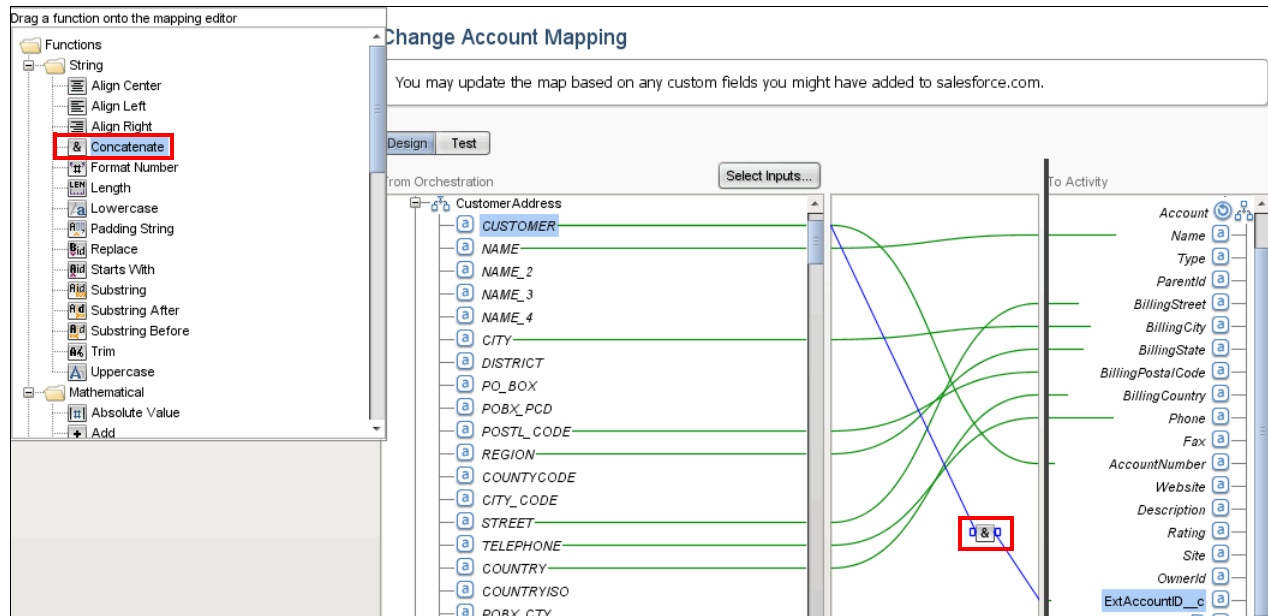 Drag a function onto the mapping editor
Functions
String
Align Center
Align Left
Align Right
& Concatenate
"#" Format Number
LEN Length
/a Lowercase
Padding String
Replace
Starts With
Substring
Substring After
Substring Before
Trim
A Uppercase
Mathematical
|±| Absolute Value
+ Add
Change Account Mapping
You may update the map based on any custom fields you might have added to salesforce.com.
Design Test
From Orchestration
Select Inputs...
CustomerAddress
a CUSTOMER
a NAME
a NAME_2
a NAME_3
a NAME_4
a CITY
a DISTRICT
a PO_BOX
a POBX_PCD
a POSTL_CODE
a REGION
a COUNTYCODE
a CITY_CODE
a STREET
a TELEPHONE
a COUNTRY
a COUNTRYISO
a POBX_CTY
&
To Activity
Account
Name a
Type a
ParentId a
BillingStreet a
BillingCity a
BillingState a
BillingPostalCode a
BillingCountry a
Phone a
Fax a
AccountNumber a
Website a
Description a
Rating a
Site a
OwnerId a
ExtAccountID__c a